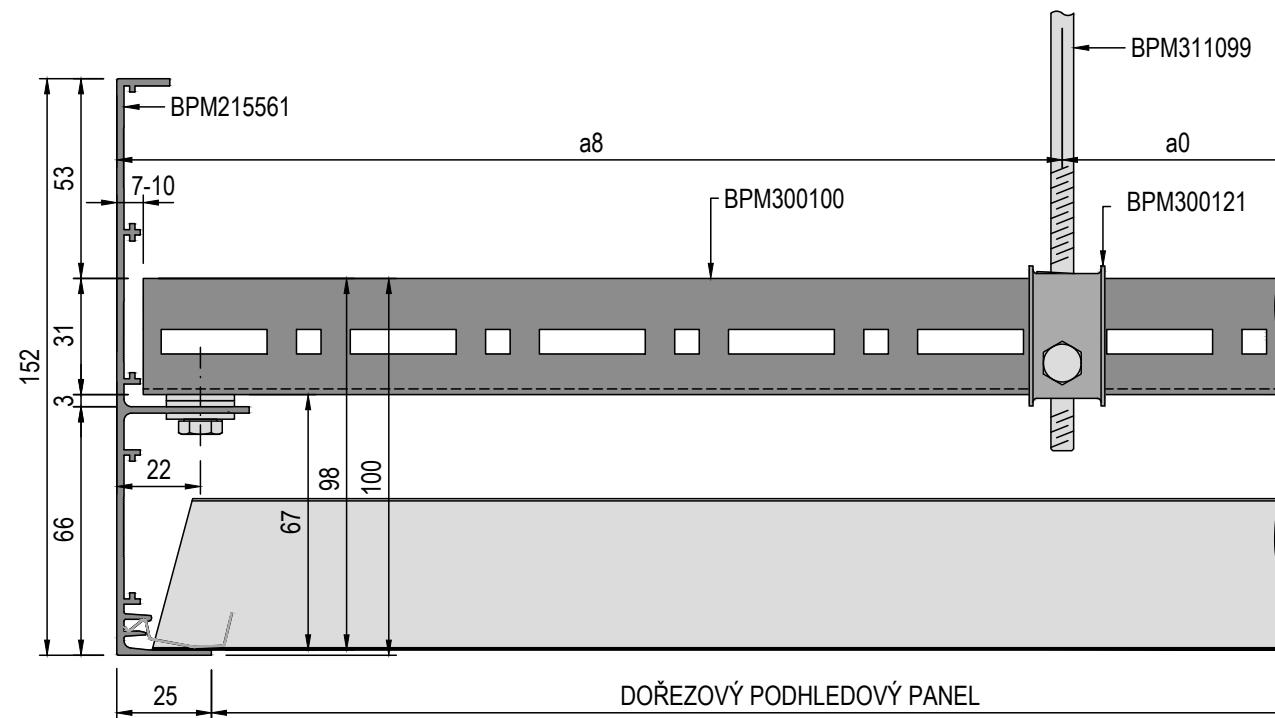 BPM311099
BPM215561
a8
a0
53
7-10
BPM300100
BPM300121
31
152
3
22
98
100
67
66
25
DOŘEZOVÝ PODHLEDOVÝ PANEL